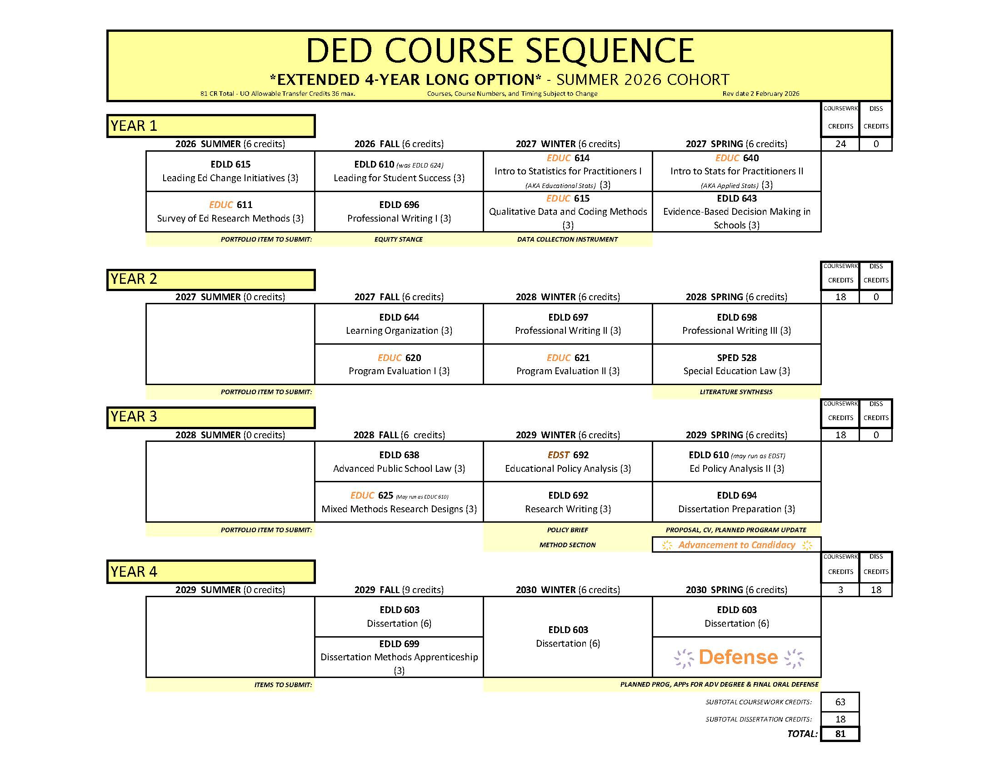 DED COURSE SEQUENCE
*EXTENDED 4-YEAR LONG OPTION* - SUMMER 2026 COHORT
81 CR Total - UO Allowable Transfer Credits 36 max. Courses, Course Numbers, and Timing Subject to Change Rev date 2 February 2026
COURSEWRK DISS
YEAR 1 CREDITS CREDITS
2026 SUMMER (6 credits) 2026 FALL (6 credits) 2027 WINTER (6 credits) 2027 SPRING (6 credits) 24 0
EDLD 615
Leading Ed Change Initiatives (3)
EDLD 610 (was EDLD 624)
Leading for Student Success (3)
EDUC 614
Intro to Statistics for Practitioners I
(AKA Educational Stats) (3)
EDUC 640
Intro to Stats for Practitioners II
(AKA Applied Stats) (3)
EDUC 611
Survey of Ed Research Methods (3)
EDLD 696
Professional Writing I (3)
EDUC 615
Qualitative Data and Coding Methods
(3)
EDLD 643
Evidence-Based Decision Making in
Schools (3)
PORTFOLIO ITEM TO SUBMIT: EQUITY STANCE DATA COLLECTION INSTRUMENT
COURSEWRK DISS
YEAR 2 CREDITS CREDITS
2027 SUMMER (0 credits) 2027 FALL (6 credits) 2028 WINTER (6 credits) 2028 SPRING (6 credits) 18 0
EDLD 644
Learning Organization (3)
EDLD 697
Professional Writing II (3)
EDLD 698
Professional Writing III (3)
EDUC 620
Program Evaluation I (3)
EDUC 621
Program Evaluation II (3)
SPED 528
Special Education Law (3)
PORTFOLIO ITEM TO SUBMIT: LITERATURE SYNTHESIS
COURSEWRK DISS
YEAR 3 CREDITS CREDITS
2028 SUMMER (0 credits) 2028 FALL (6 credits) 2029 WINTER (6 credits) 2029 SPRING (6 credits) 18 0
EDLD 638
Advanced Public School Law (3)
EDST 692
Educational Policy Analysis (3)
EDLD 610 (may run as EDST)
Ed Policy Analysis II (3)
EDUC 625 (May run as EDUC 610)
Mixed Methods Research Designs (3)
EDLD 692
Research Writing (3)
EDLD 694
Dissertation Preparation (3)
PORTFOLIO ITEM TO SUBMIT: POLICY BRIEF PROPOSAL, CV, PLANNED PROGRAM UPDATE
METHOD SECTION Advancement to Candidacy
COURSEWRK DISS
YEAR 4 CREDITS CREDITS
2029 SUMMER (0 credits) 2029 FALL (9 credits) 2030 WINTER (6 credits) 2030 SPRING (6 credits) 3 18
EDLD 603
Dissertation (6)
EDLD 699
Dissertation Methods Apprenticeship
(3)
EDLD 603
Dissertation (6)
EDLD 603
Dissertation (6)
Defense
ITEMS TO SUBMIT: PLANNED PROG, APPs FOR ADV DEGREE & FINAL ORAL DEFENSE
SUBTOTAL COURSEWORK CREDITS: 63
SUBTOTAL DISSERTATION CREDITS: 18
TOTAL: 81